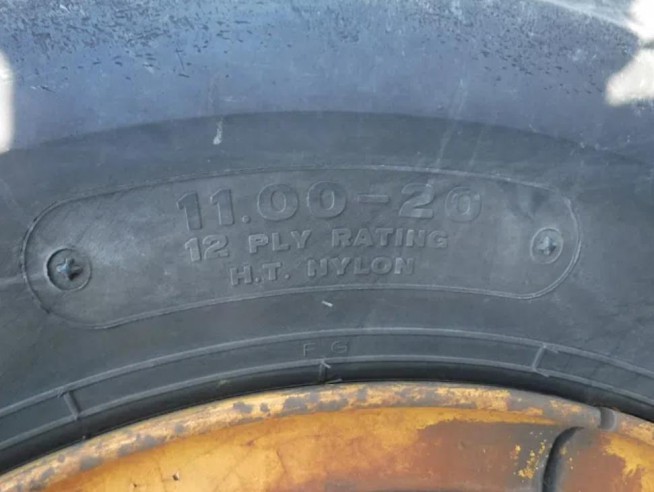 11.00-20
12 PLY RATING
H.T. NYLON
F G